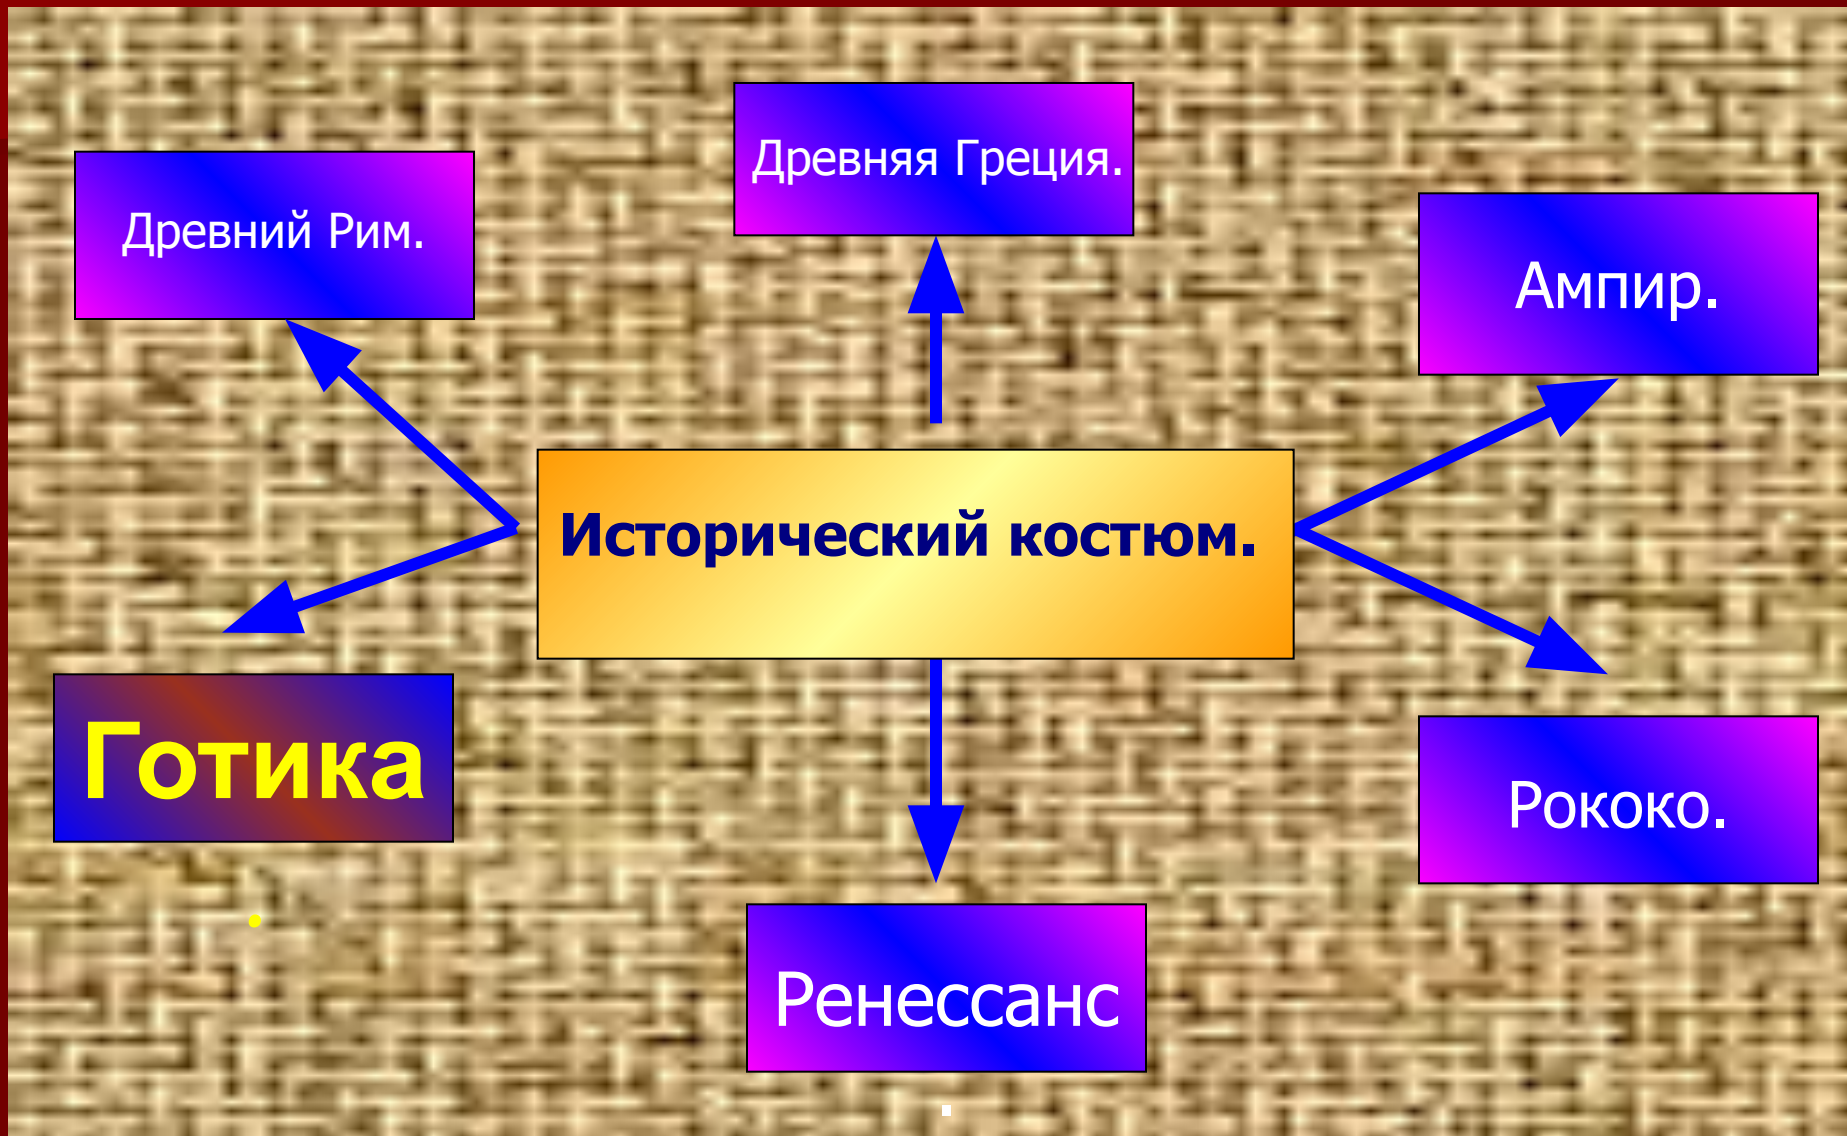 Древняя Греция.
Древний Рим.
Ампир.
Исторический костюм.
Готика
.
Рококо.
Ренессанс
.